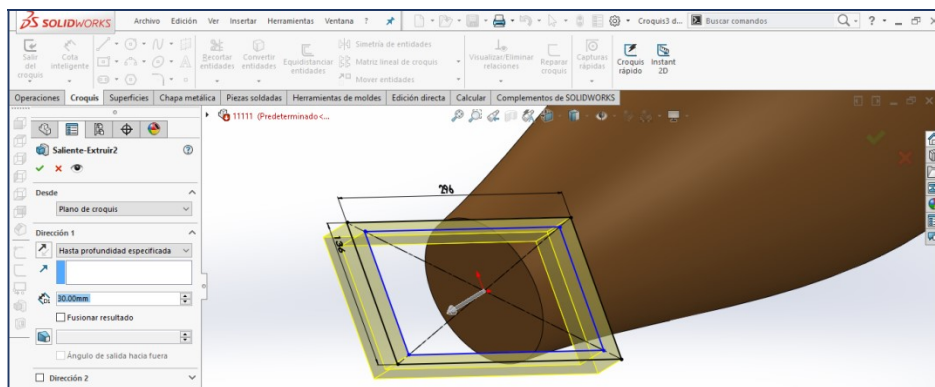 SOLIDWORKS Archivo Edición Ver Insertar Herramientas Ventana ? Croquis3 d... Buscar comandos ?
Salir del croquis
Cota inteligente
Recortar entidades
Convertir entidades
Equidistanciar entidades
Simetría de entidades
Matriz lineal de croquis
Mover entidades
Visualizar/Eliminar relaciones
Reparar croquis
Capturas rápidas
Croquis rápido
Instant 2D
Operaciones Croquis Superficies Chapa metálica Piezas soldadas Herramientas de moldes Edición directa Calcular Complementos de SOLIDWORKS
11111 (Predeterminado<...
Saliente-Extruir2
Desde
Plano de croquis
Dirección 1
Hasta profundidad especificada
30.00mm
Fusionar resultado
Ángulo de salida hacia fuera
Dirección 2
296
136